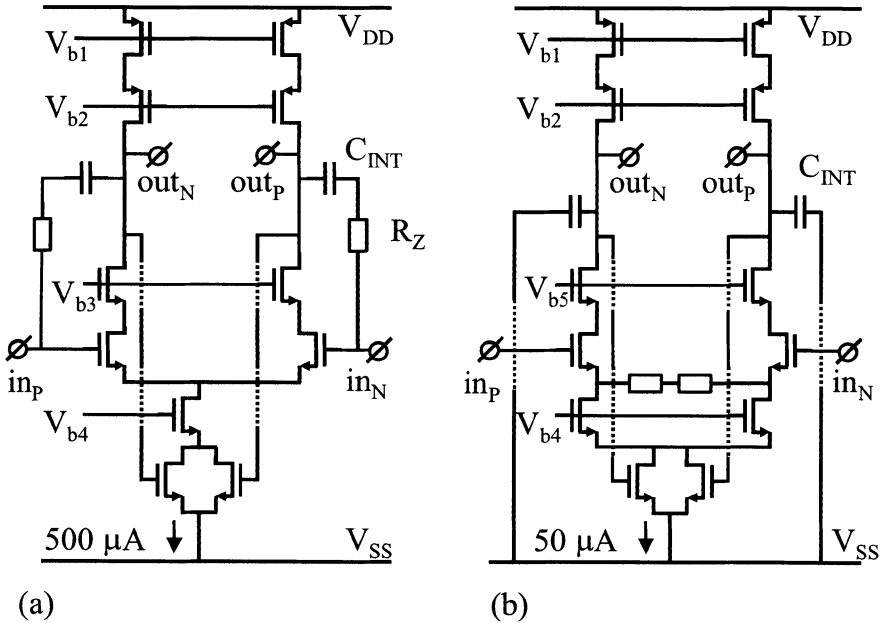 V_b1
V_DD
V_b2
C_INT
out_N
out_P
R_Z
V_b3
in_P
in_N
V_b4
500 μA
V_SS
(a)
V_b1
V_DD
V_b2
out_N
out_P
C_INT
V_b5
in_P
in_N
V_b4
50 μA
V_SS
(b)